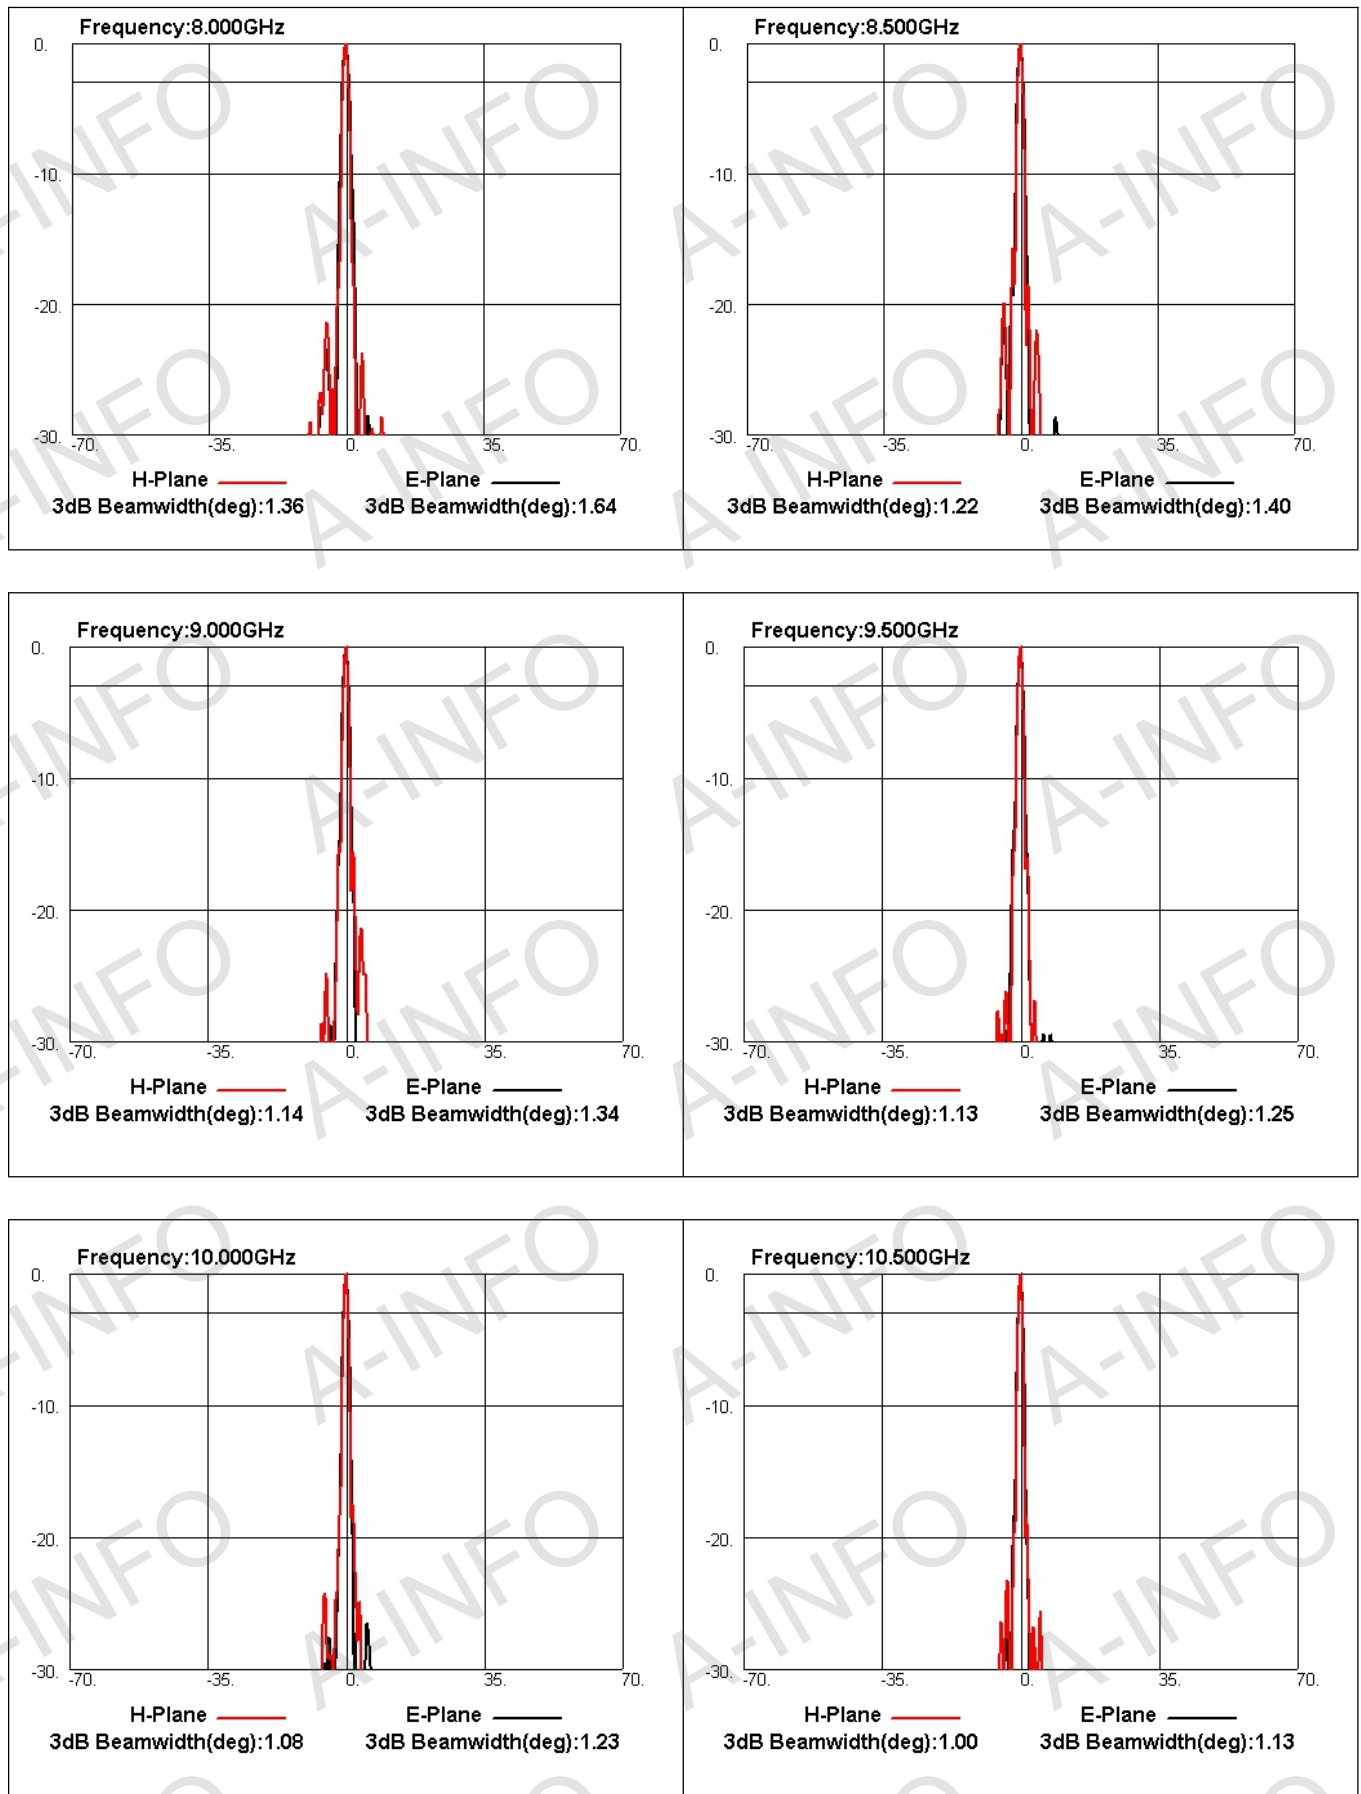 Frequency:8.000GHz
0.
-10.
-20.
-30.
-70.
-35.
0.
35.
70.
H-Plane
E-Plane
3dB Beamwidth(deg):1.36
3dB Beamwidth(deg):1.64
Frequency:8.500GHz
0.
-10.
-20.
-30.
-70.
-35.
0.
35.
70.
H-Plane
E-Plane
3dB Beamwidth(deg):1.22
3dB Beamwidth(deg):1.40
Frequency:9.000GHz
0.
-10.
-20.
-30.
-70.
-35.
0.
35.
70.
H-Plane
E-Plane
3dB Beamwidth(deg):1.14
3dB Beamwidth(deg):1.34
Frequency:9.500GHz
0.
-10.
-20.
-30.
-70.
-35.
0.
35.
70.
H-Plane
E-Plane
3dB Beamwidth(deg):1.13
3dB Beamwidth(deg):1.25
Frequency:10.000GHz
0.
-10.
-20.
-30.
-70.
-35.
0.
35.
70.
H-Plane
E-Plane
3dB Beamwidth(deg):1.08
3dB Beamwidth(deg):1.23
Frequency:10.500GHz
0.
-10.
-20.
-30.
-70.
-35.
0.
35.
70.
H-Plane
E-Plane
3dB Beamwidth(deg):1.00
3dB Beamwidth(deg):1.13
A-INFO